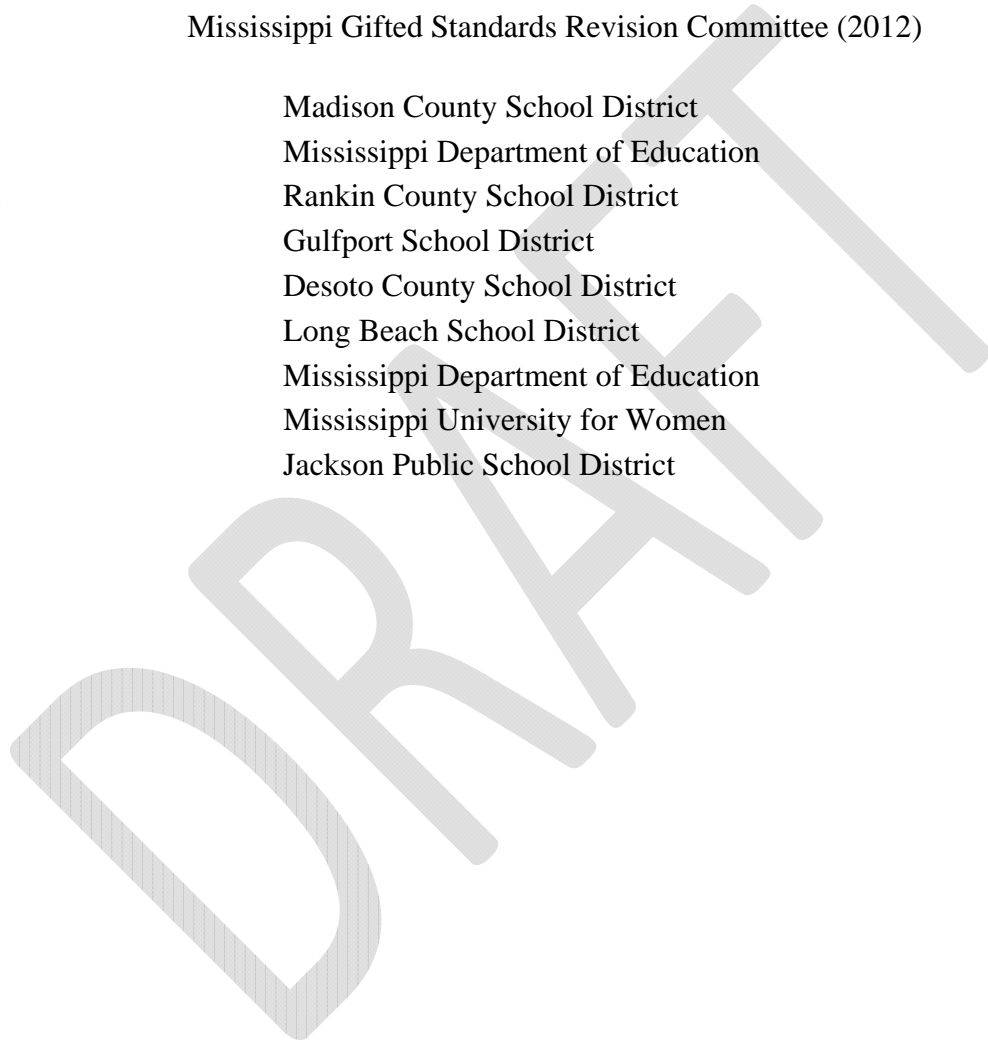 Mississippi Gifted Standards Revision Committee (2012)
Madison County School District
Mississippi Department of Education
Rankin County School District
Gulfport School District
Desoto County School District
Long Beach School District
Mississippi Department of Education
Mississippi University for Women
Jackson Public School District
DRAFT